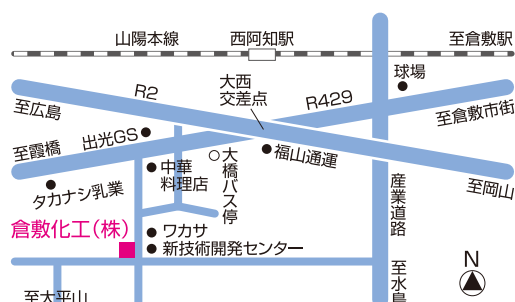 山陽本線
西阿知駅
至倉敷駅
球場
大西
交差点
R2
R429
至広島
至倉敷市街
出光GS
至霞橋
中華
料理店
大橋バス停
福山通運
タカナシ乳業
至岡山
産業道路
倉敷化工(株)
ワカサ
新技術開発センター
N
至太平山
至水島